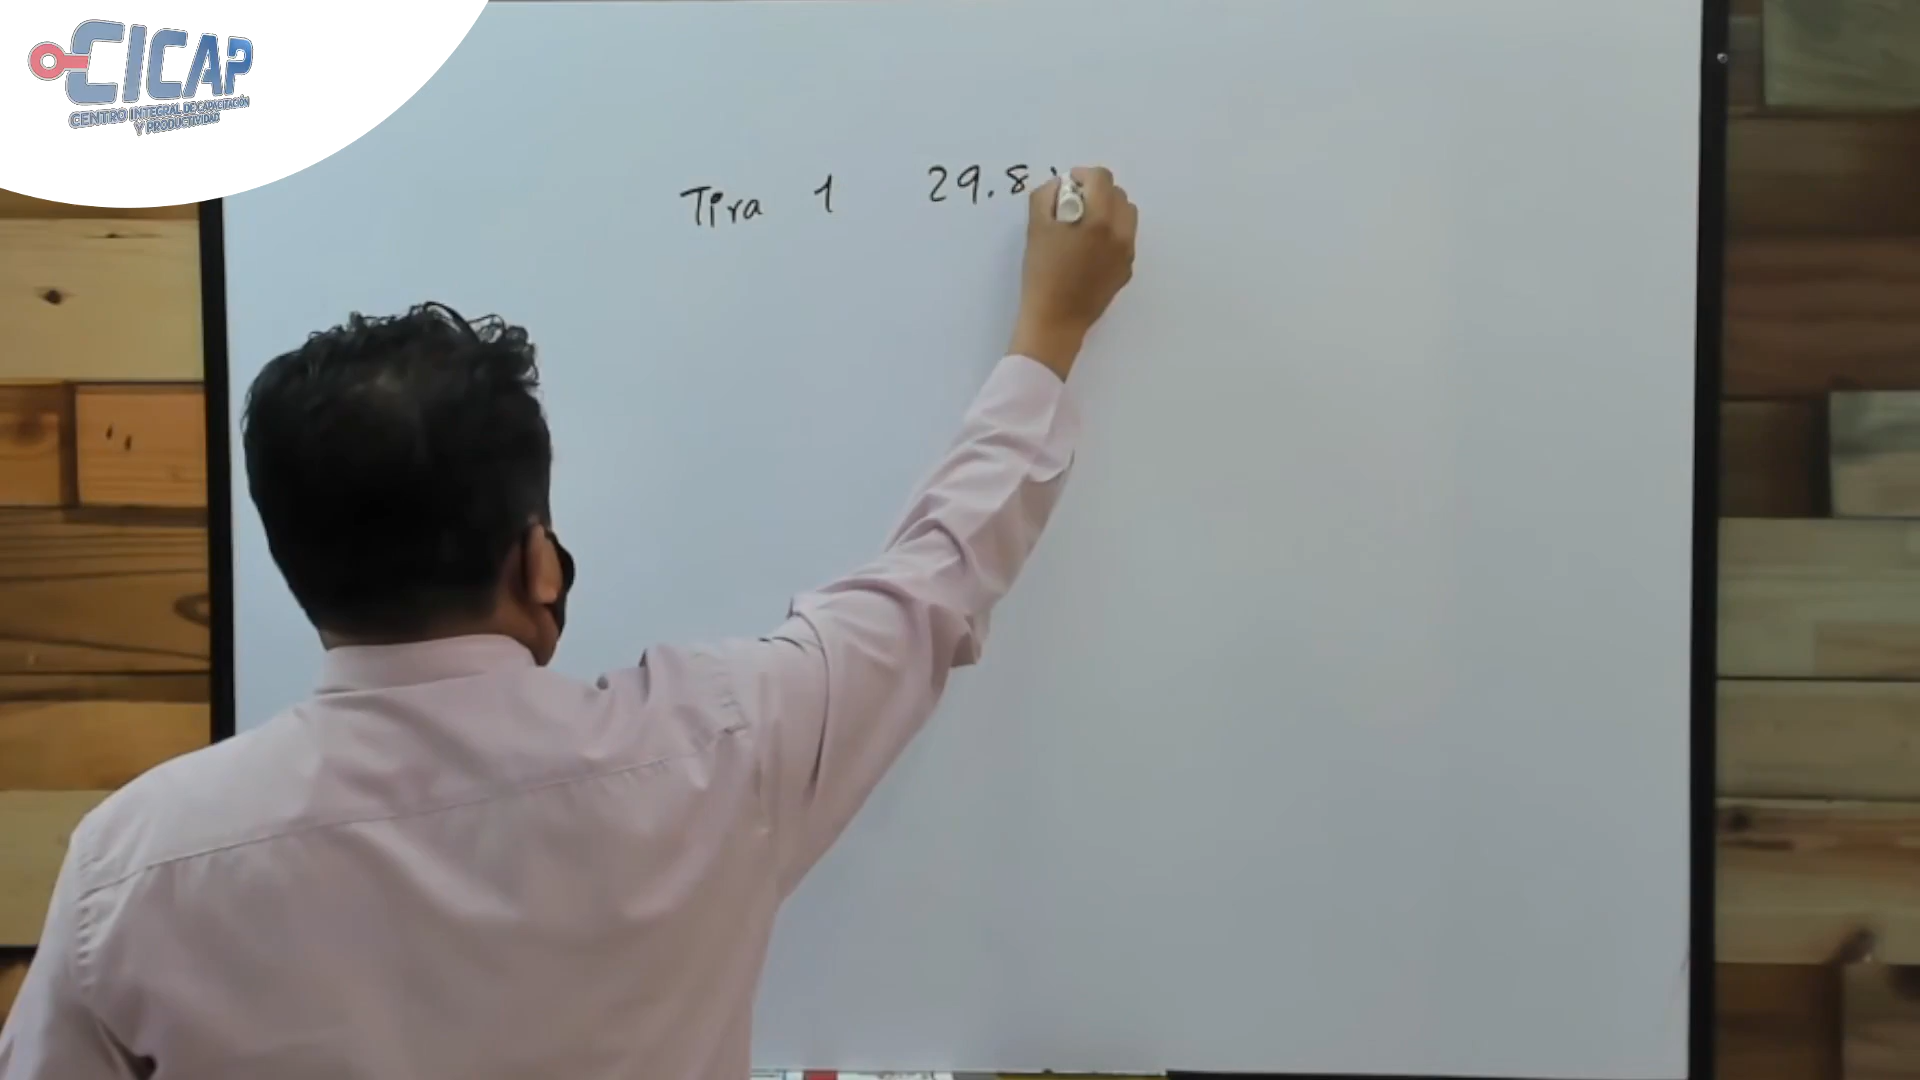 CICAP
CENTRO INTEGRAL DE CAPACITACIÓN
Y PRODUCTIVIDAD
Tira 1 29.8